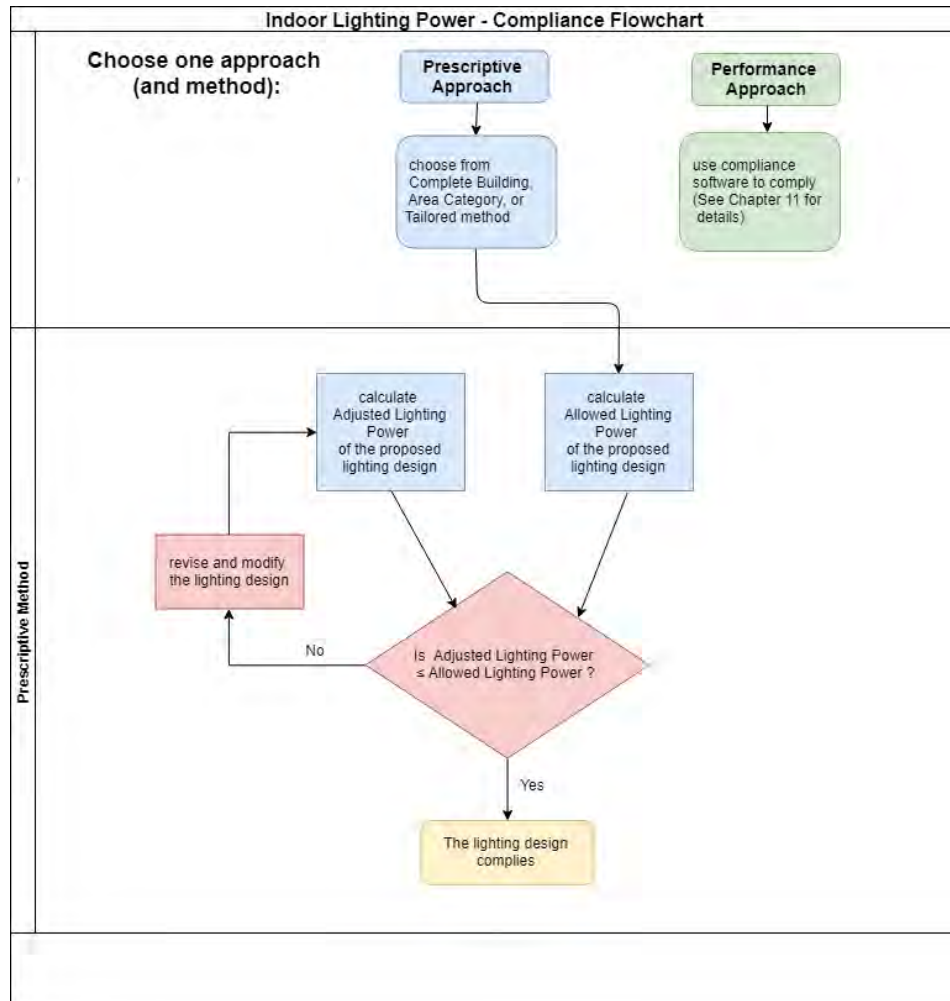 Indoor Lighting Power - Compliance Flowchart
Choose one approach
(and method):
Prescriptive
Approach
Performance
Approach
choose from
Complete Building,
Area Category, or
Tailored method
use compliance
software to comply
(See Chapter 11 for
details)
Prescriptive Method
calculate
Adjusted Lighting
Power
of the proposed
lighting design
calculate
Allowed Lighting
Power
of the proposed
lighting design
revise and modify
the lighting design
No
Is Adjusted Lighting Power
≤ Allowed Lighting Power ?
Yes
The lighting design
complies